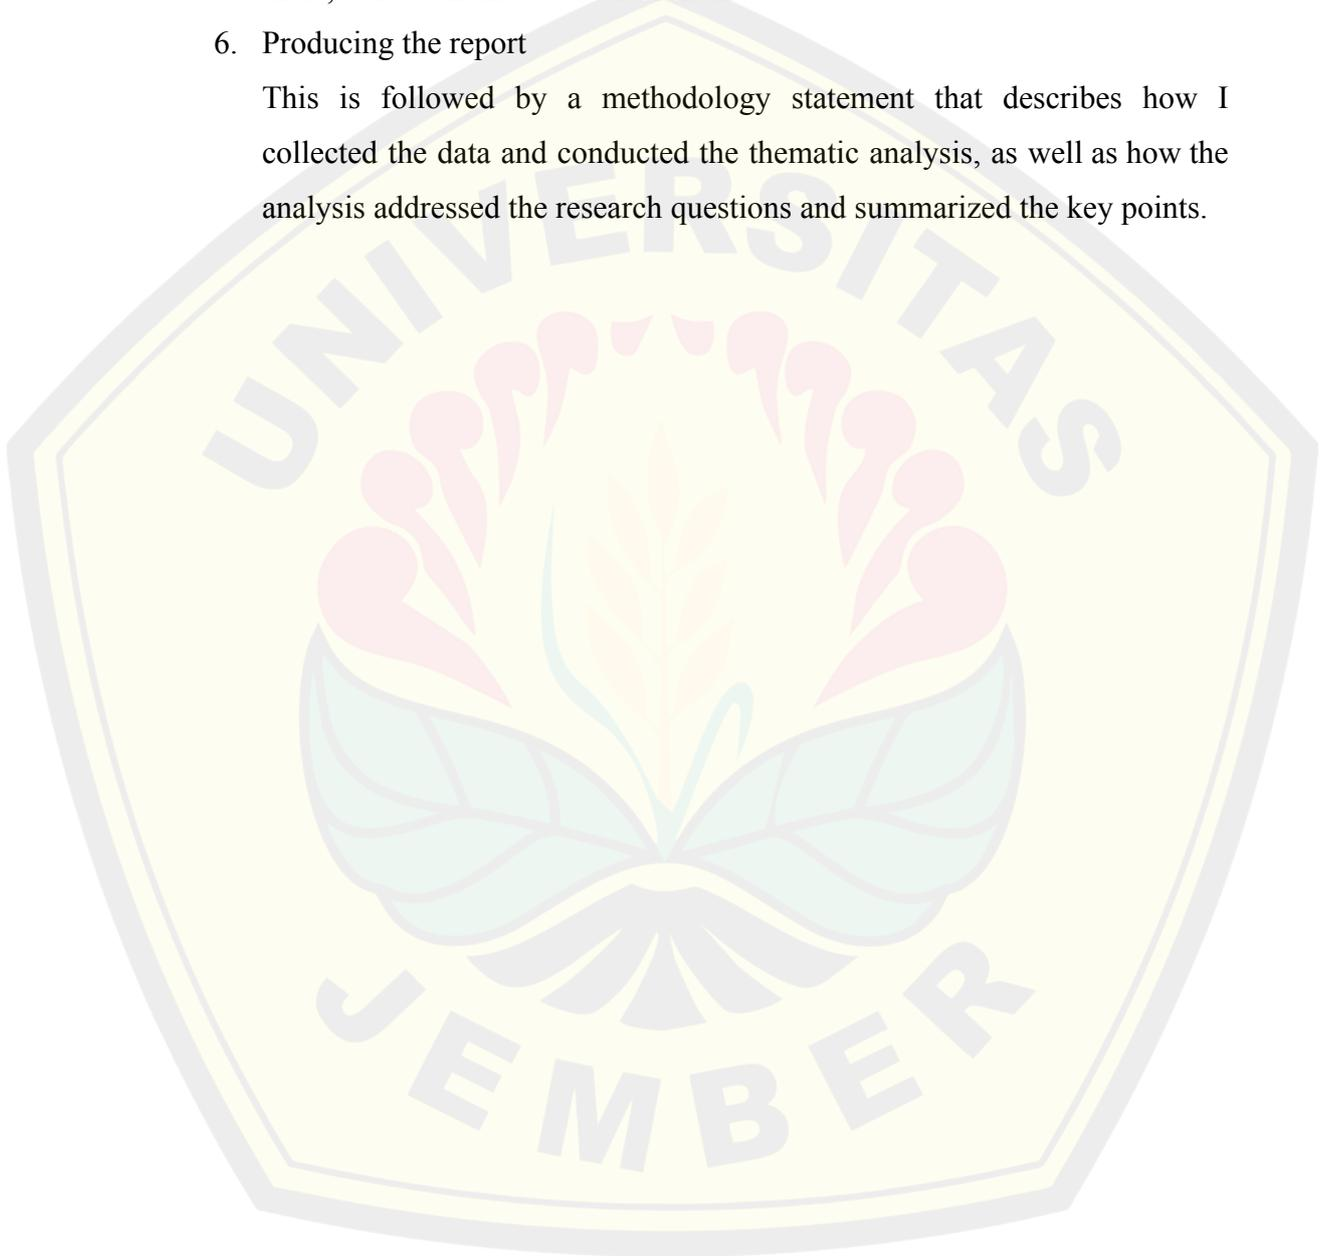 6. Producing the report
This is followed by a methodology statement that describes how I
collected the data and conducted the thematic analysis, as well as how the
analysis addressed the research questions and summarized the key points.
UNIVERSITAS
JEMBER